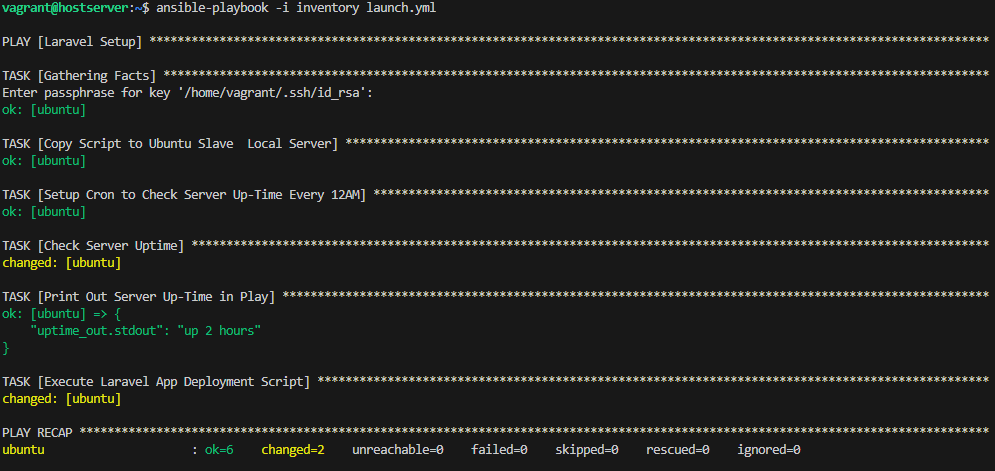 vagrant@hostserver:~$ ansible-playbook -i inventory launch.yml
PLAY [Laravel Setup] ************************************************************************************************************************
TASK [Gathering Facts] **********************************************************************************************************************
Enter passphrase for key '/home/vagrant/.ssh/id_rsa':
ok: [ubuntu]
TASK [Copy Script to Ubuntu Slave  Local Server] ********************************************************************************************
ok: [ubuntu]
TASK [Setup Cron to Check Server Up-Time Every 12AM] ****************************************************************************************
ok: [ubuntu]
TASK [Check Server Uptime] ******************************************************************************************************************
changed: [ubuntu]
TASK [Print Out Server Up-Time in Play] *****************************************************************************************************
ok: [ubuntu] => {
    "uptime_out.stdout": "up 2 hours"
}
TASK [Execute Laravel App Deployment Script] ************************************************************************************************
changed: [ubuntu]
PLAY RECAP **********************************************************************************************************************************
ubuntu                     : ok=6    changed=2    unreachable=0    failed=0    skipped=0    rescued=0    ignored=0